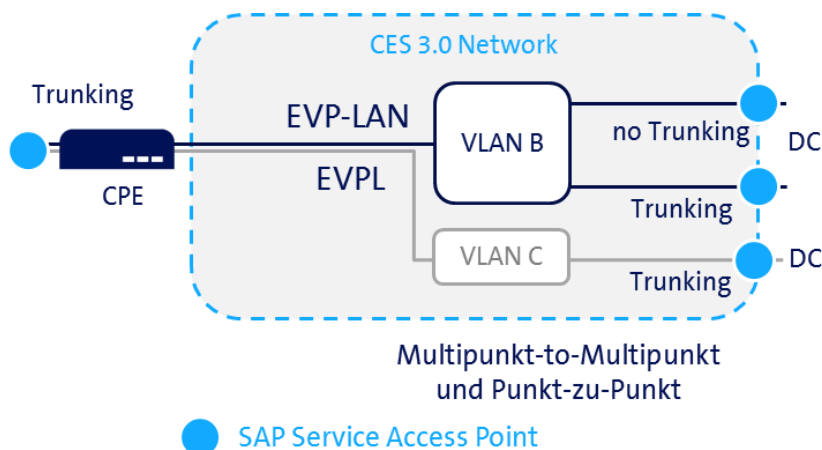 CES 3.0 Network
Trunking
EVP-LAN
VLAN B
no Trunking
DC
CPE
EVPL
Trunking
VLAN C
DC
Trunking
Multipunkt-to-Multipunkt
und Punkt-zu-Punkt
SAP Service Access Point